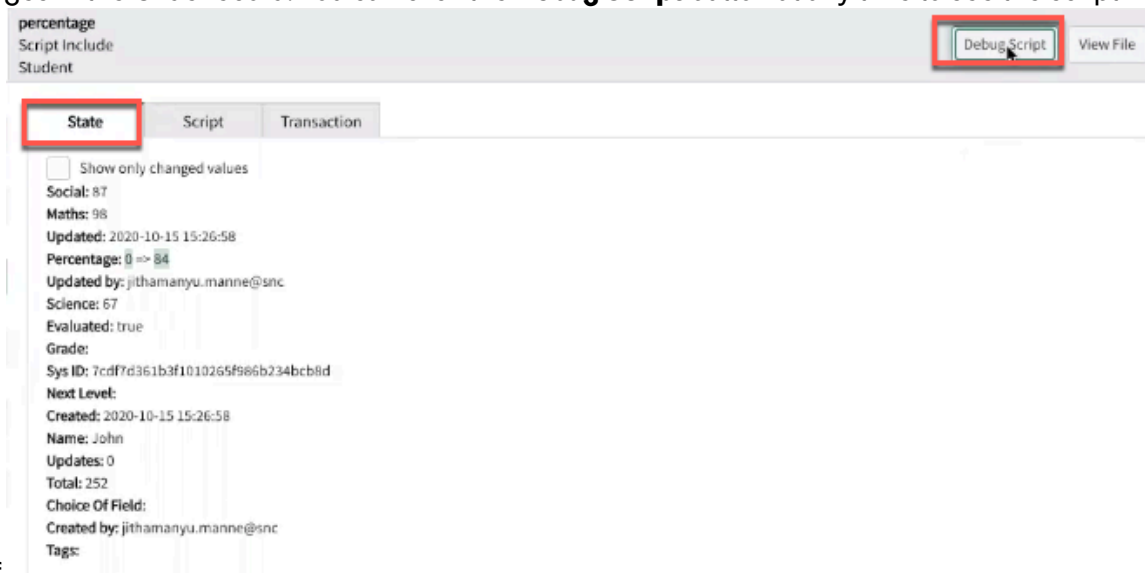 percentage
Script Include
Student
Debug Script
View File
State
Script
Transaction
Show only changed values
Social: 87
Maths: 98
Updated: 2020-10-15 15:26:58
Percentage: 0 => 84
Updated by: jithamanyu.manne@snc
Science: 67
Evaluated: true
Grade:
Sys ID: 7cdf7d361b3f1010265f986b234bcb8d
Next Level:
Created: 2020-10-15 15:26:58
Name: John
Updates: 0
Total: 252
Choice Of Field:
Created by: jithamanyu.manne@snc
Tags: